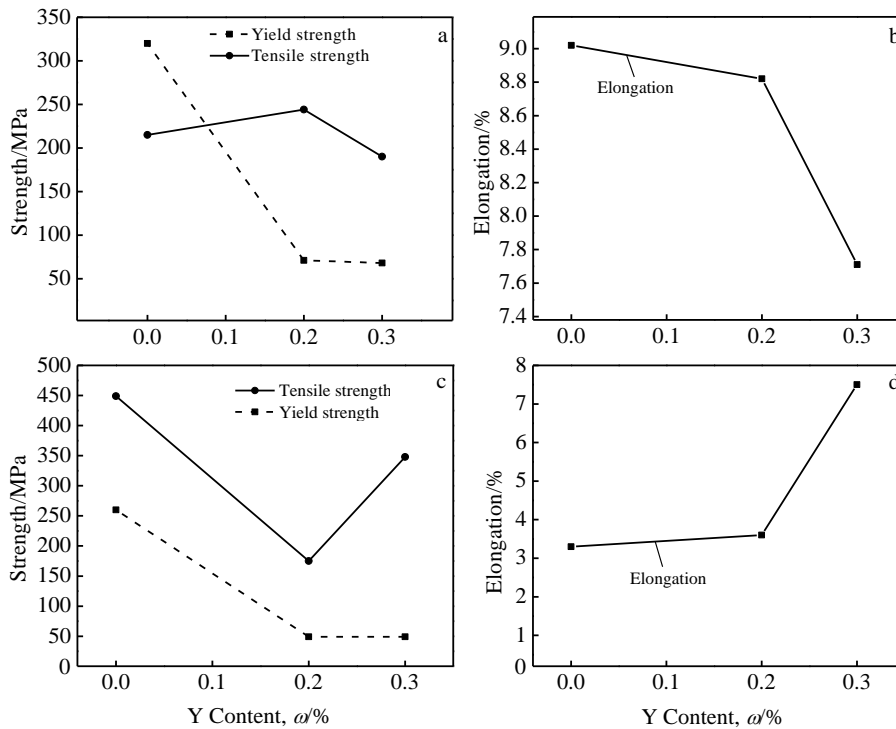 350
300
250
200
150
100
50
0.0 0.1 0.2 0.3
Strength/MPa
Yield strength
Tensile strength
a
9.0
8.8
8.6
8.4
8.2
8.0
7.8
7.6
7.4
0.0 0.1 0.2 0.3
Elongation/%
Elongation
b
500
450
400
350
300
250
200
150
100
50
0
0.0 0.1 0.2 0.3
Strength/MPa
Y Content, ω/%
Tensile strength
Yield strength
c
8
7
6
5
4
3
2
1
0
0.0 0.1 0.2 0.3
Elongation/%
Y Content, ω/%
Elongation
d